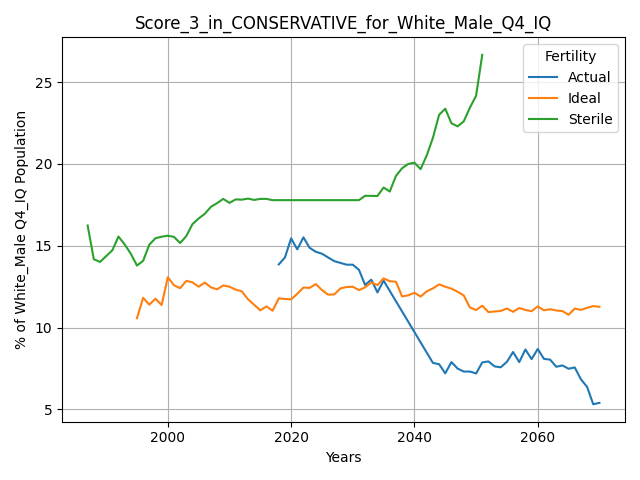 Score_3_in_CONSERVATIVE_for_White_Male_Q4_IQ
% of White_Male Q4_IQ Population
25
20
15
10
5
Fertility
Actual
Ideal
Sterile
2000 2020 2040 2060
Years